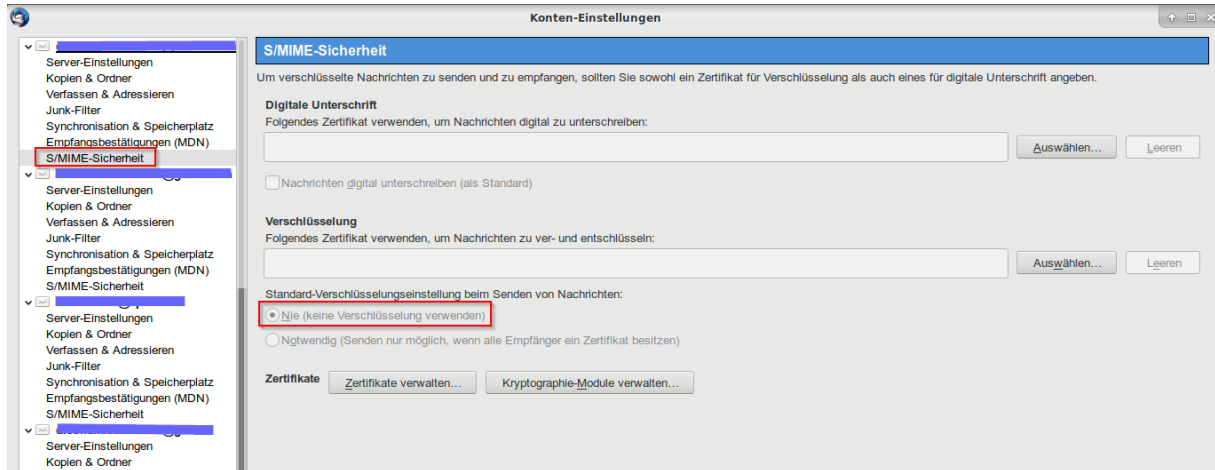 Konten-Einstellungen
Server-Einstellungen
Kopien & Ordner
Verfassen & Adressieren
Junk-Filter
Synchronisation & Speicherplatz
Empfangsbestätigungen (MDN)
S/MIME-Sicherheit
Server-Einstellungen
Kopien & Ordner
Verfassen & Adressieren
Junk-Filter
Synchronisation & Speicherplatz
Empfangsbestätigungen (MDN)
S/MIME-Sicherheit
Server-Einstellungen
Kopien & Ordner
Verfassen & Adressieren
Junk-Filter
Synchronisation & Speicherplatz
Empfangsbestätigungen (MDN)
S/MIME-Sicherheit
Server-Einstellungen
Kopien & Ordner
S/MIME-Sicherheit
Um verschlüsselte Nachrichten zu senden und zu empfangen, sollten Sie sowohl ein Zertifikat für Verschlüsselung als auch eines für digitale Unterschrift angeben.
Digitale Unterschrift
Folgendes Zertifikat verwenden, um Nachrichten digital zu unterschreiben:
Auswählen... Leeren
Nachrichten digital unterschreiben (als Standard)
Verschlüsselung
Folgendes Zertifikat verwenden, um Nachrichten zu ver- und entschlüsseln:
Auswählen... Leeren
Standard-Verschlüsselungseinstellung beim Senden von Nachrichten:
Nie (keine Verschlüsselung verwenden)
Notwendig (Senden nur möglich, wenn alle Empfänger ein Zertifikat besitzen)
Zertifikate Zertifikate verwalten... Kryptographie-Module verwalten...